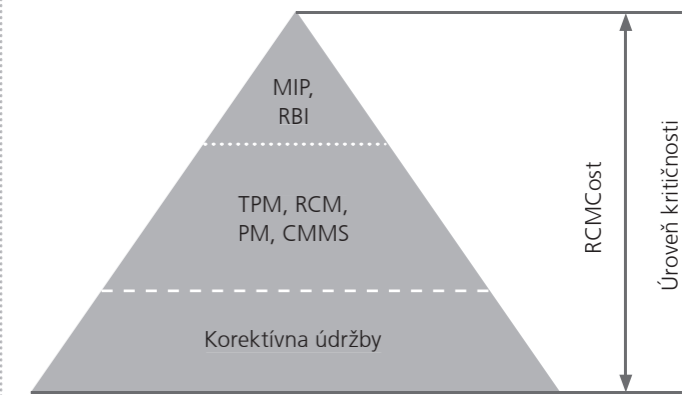 MIP,
RBI
TPM, RCM,
PM, CMMS
Korektívna údržby
RCMCost
Úroveň kritičnosti